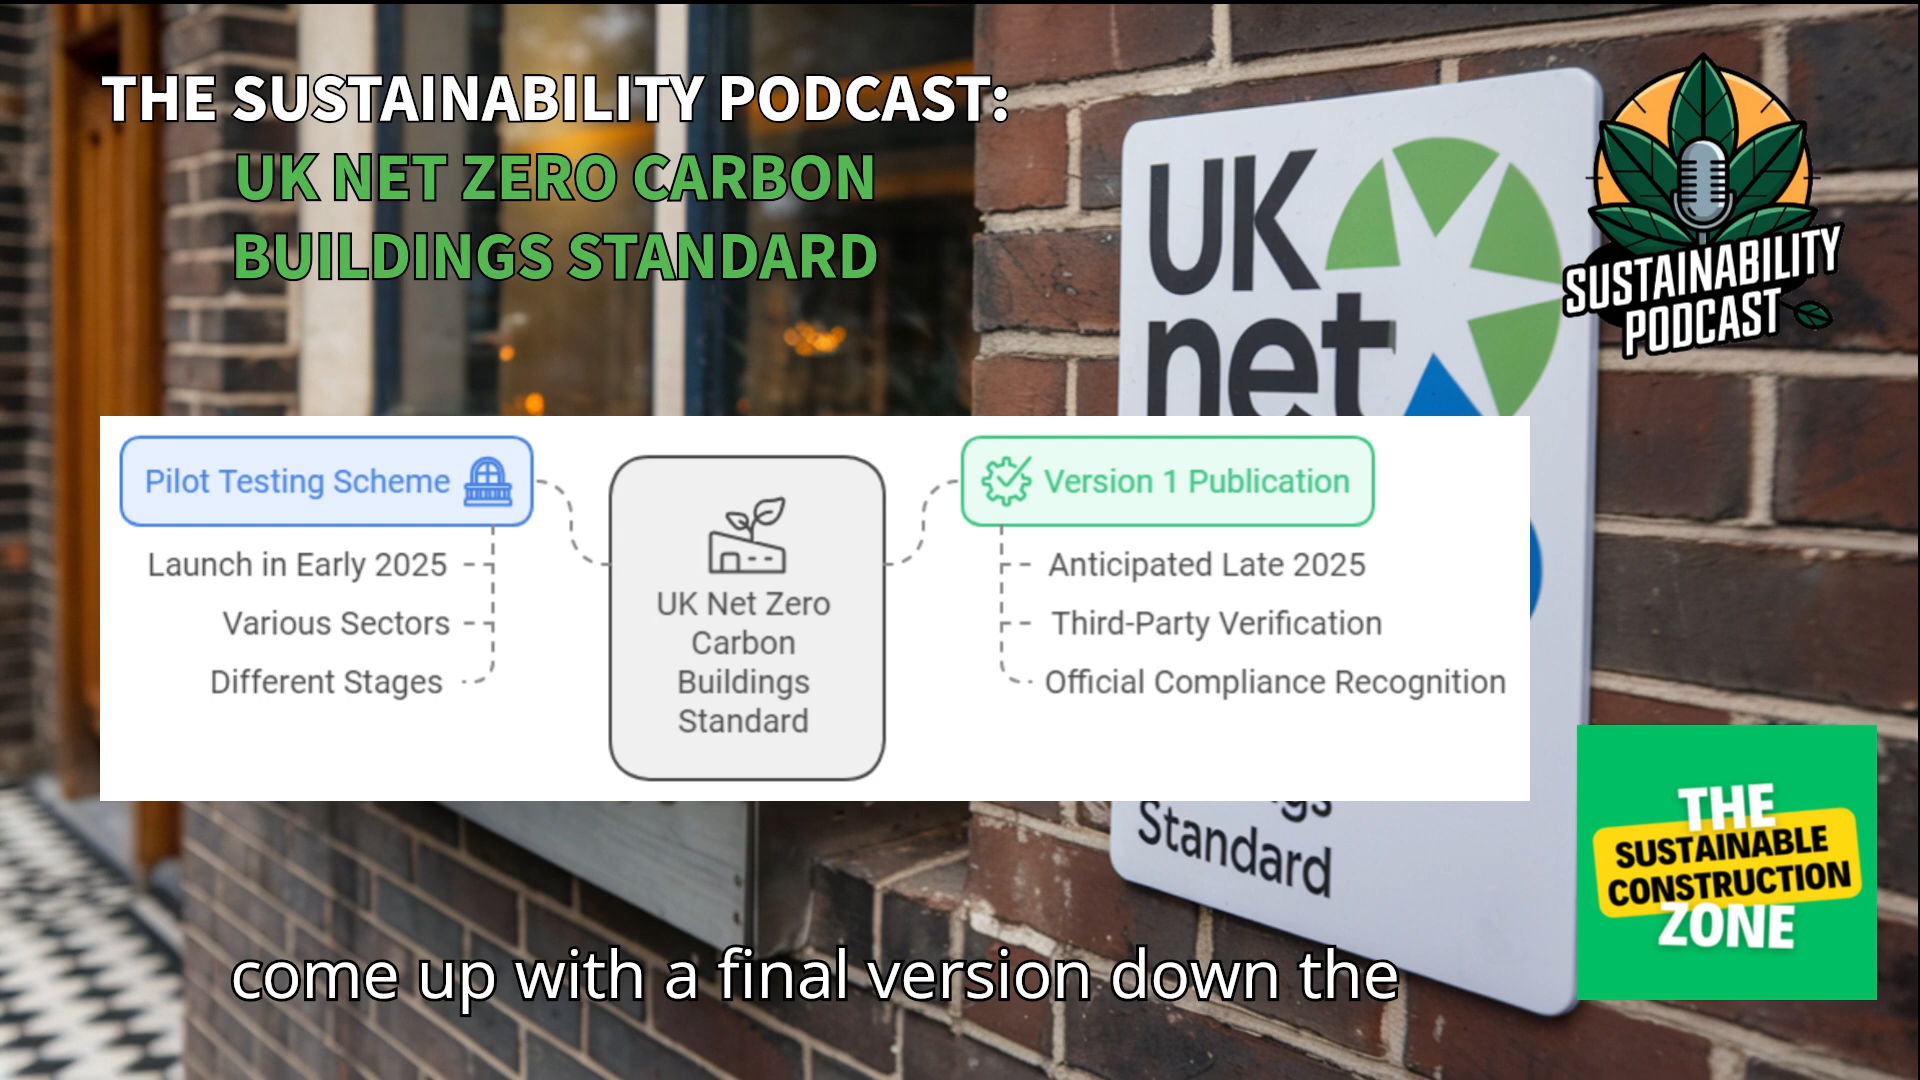 THE SUSTAINABILITY PODCAST:
UK NET ZERO CARBON
BUILDINGS STANDARD
UK
net
SUSTAINABILITY
PODCAST
Pilot Testing Scheme
Launch in Early 2025
Various Sectors
Different Stages
UK Net Zero
Carbon
Buildings
Standard
Version 1 Publication
Anticipated Late 2025
Third-Party Verification
Official Compliance Recognition
Standard
THE
SUSTAINABLE
CONSTRUCTION
ZONE
come up with a final version down the